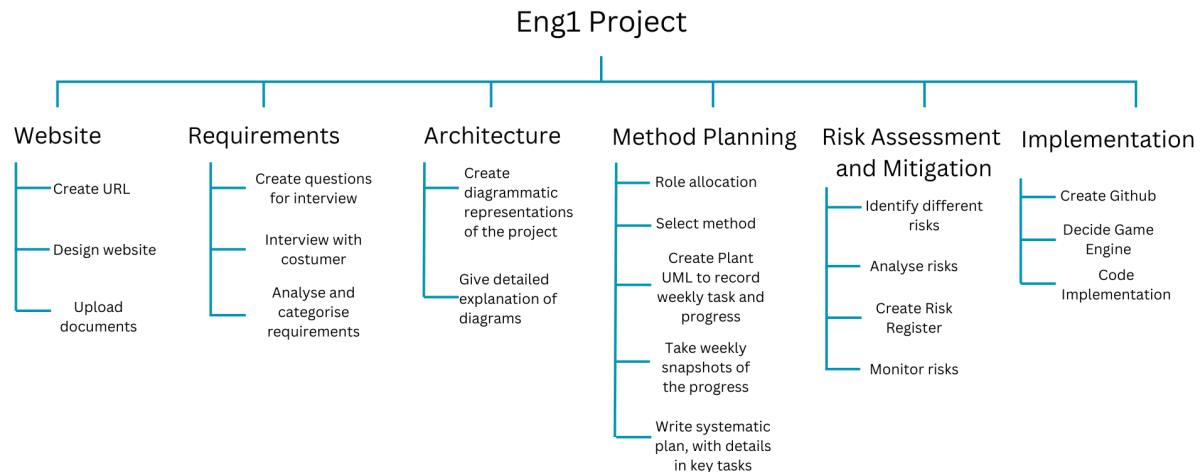 Eng1 Project
Website
Create URL
Design website
Upload
documents
Requirements
Create questions
for interview
Interview with
costumer
Analyse and
categorise
requirements
Architecture
Create
diagrammatic
representations
of the project
Give detailed
explanation of
diagrams
Method Planning
Role allocation
Select method
Create Plant
UML to record
weekly task and
progress
Take weekly
snapshots of
the progress
Write systematic
plan, with details
in key tasks
Risk Assessment
and Mitigation
Identify different
risks
Analyse risks
Create Risk
Register
Monitor risks
Implementation
Create Github
Decide Game
Engine
Code
Implementation